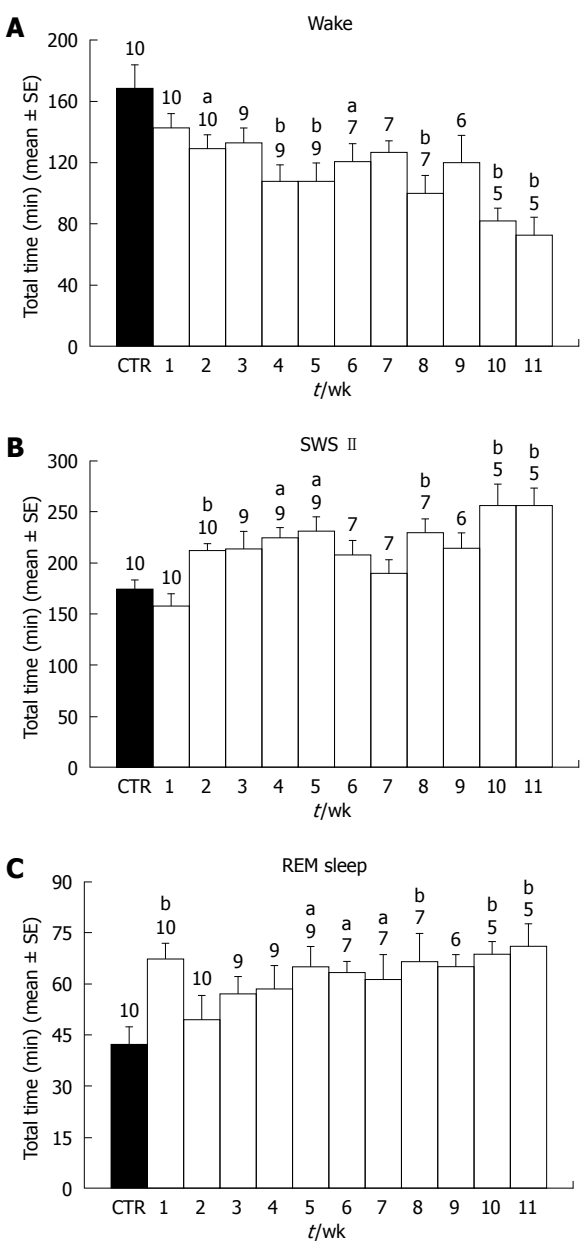 A
Wake
Total time (min) (mean ± SE)
200
160
120
80
40
0
10
10
a
10
9
b
9
b
9
a
7
7
b
7
6
b
5
b
5
CTR 1 2 3 4 5 6 7 8 9 10 11
t/wk
B
SWS Ⅱ
Total time (min) (mean ± SE)
300
250
200
150
100
50
0
10
10
b
10
9
a
9
a
9
7
7
b
7
6
b
5
b
5
CTR 1 2 3 4 5 6 7 8 9 10 11
t/wk
C
REM sleep
Total time (min) (mean ± SE)
90
75
60
45
30
15
0
10
b
10
10
9
9
a
9
a
7
a
7
b
7
6
b
5
b
5
CTR 1 2 3 4 5 6 7 8 9 10 11
t/wk